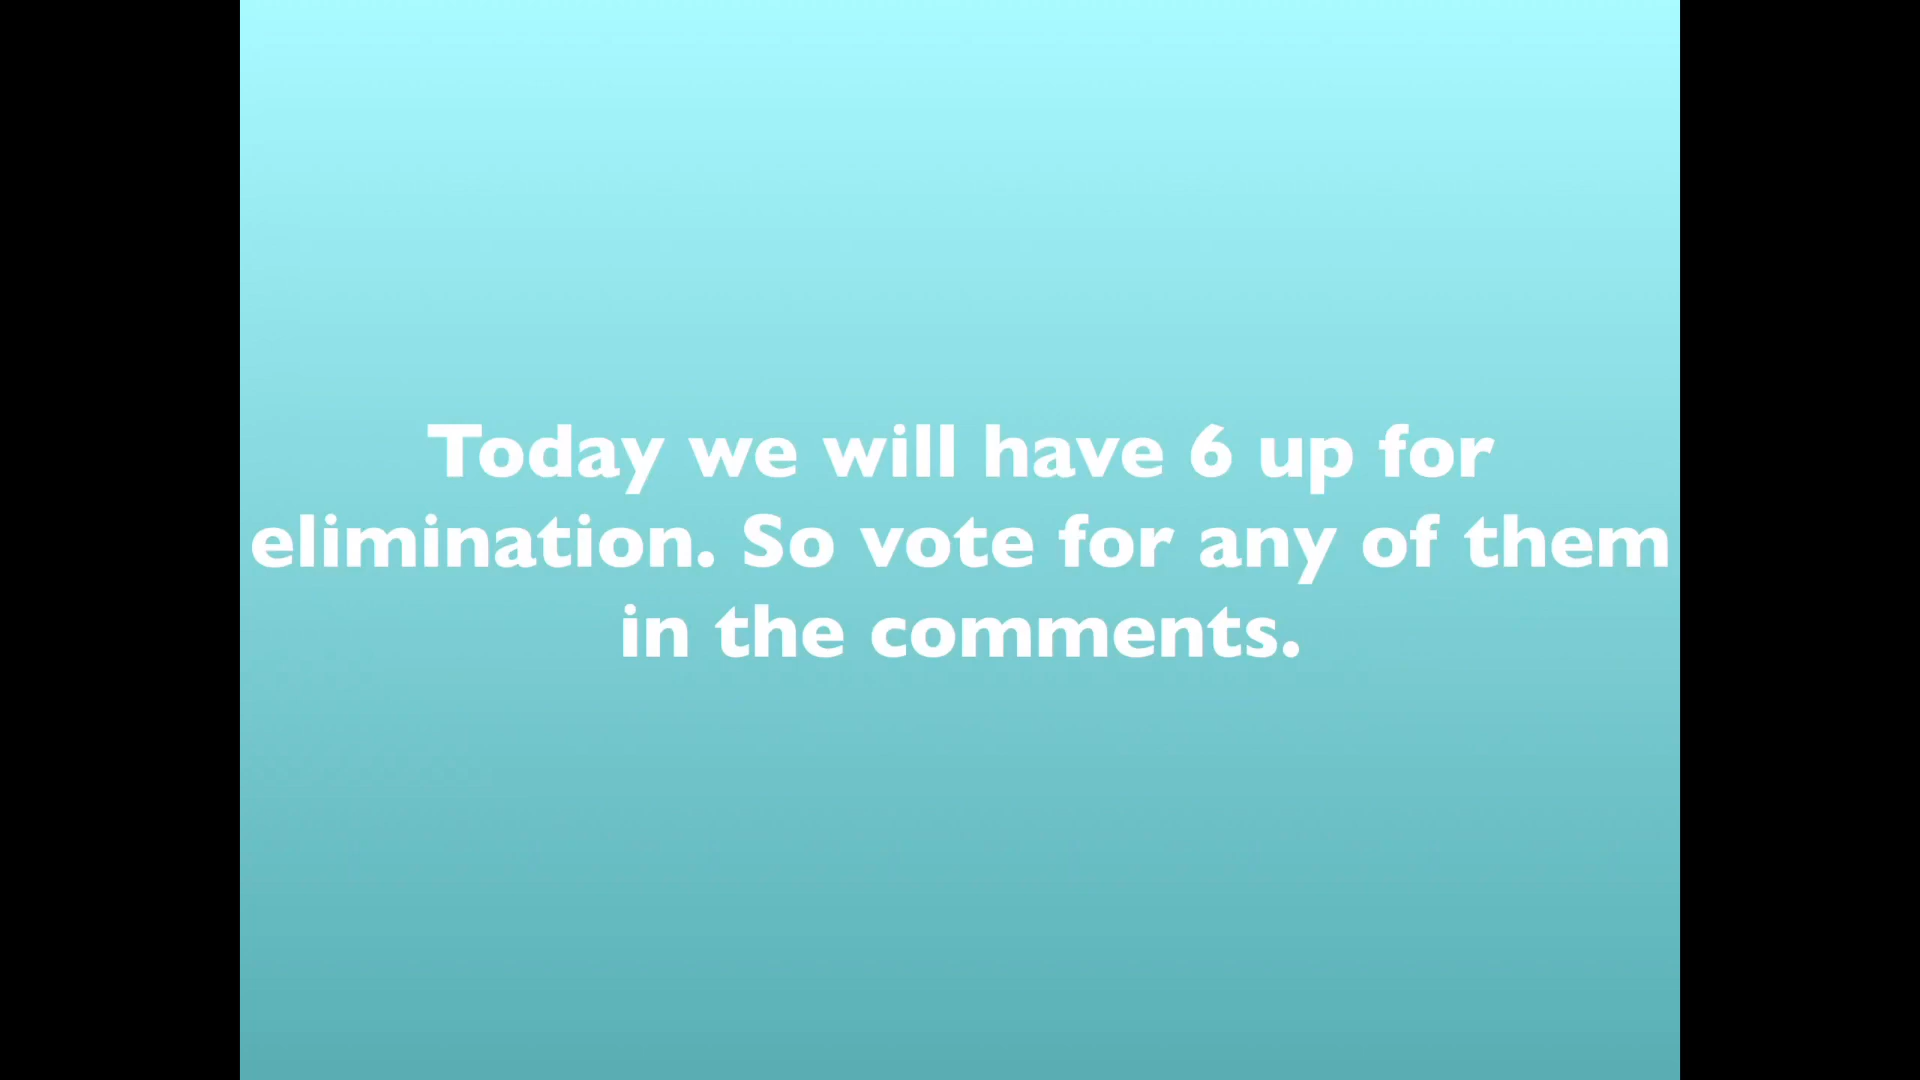 Today we will have 6 up for
elimination. So vote for any of them
in the comments.